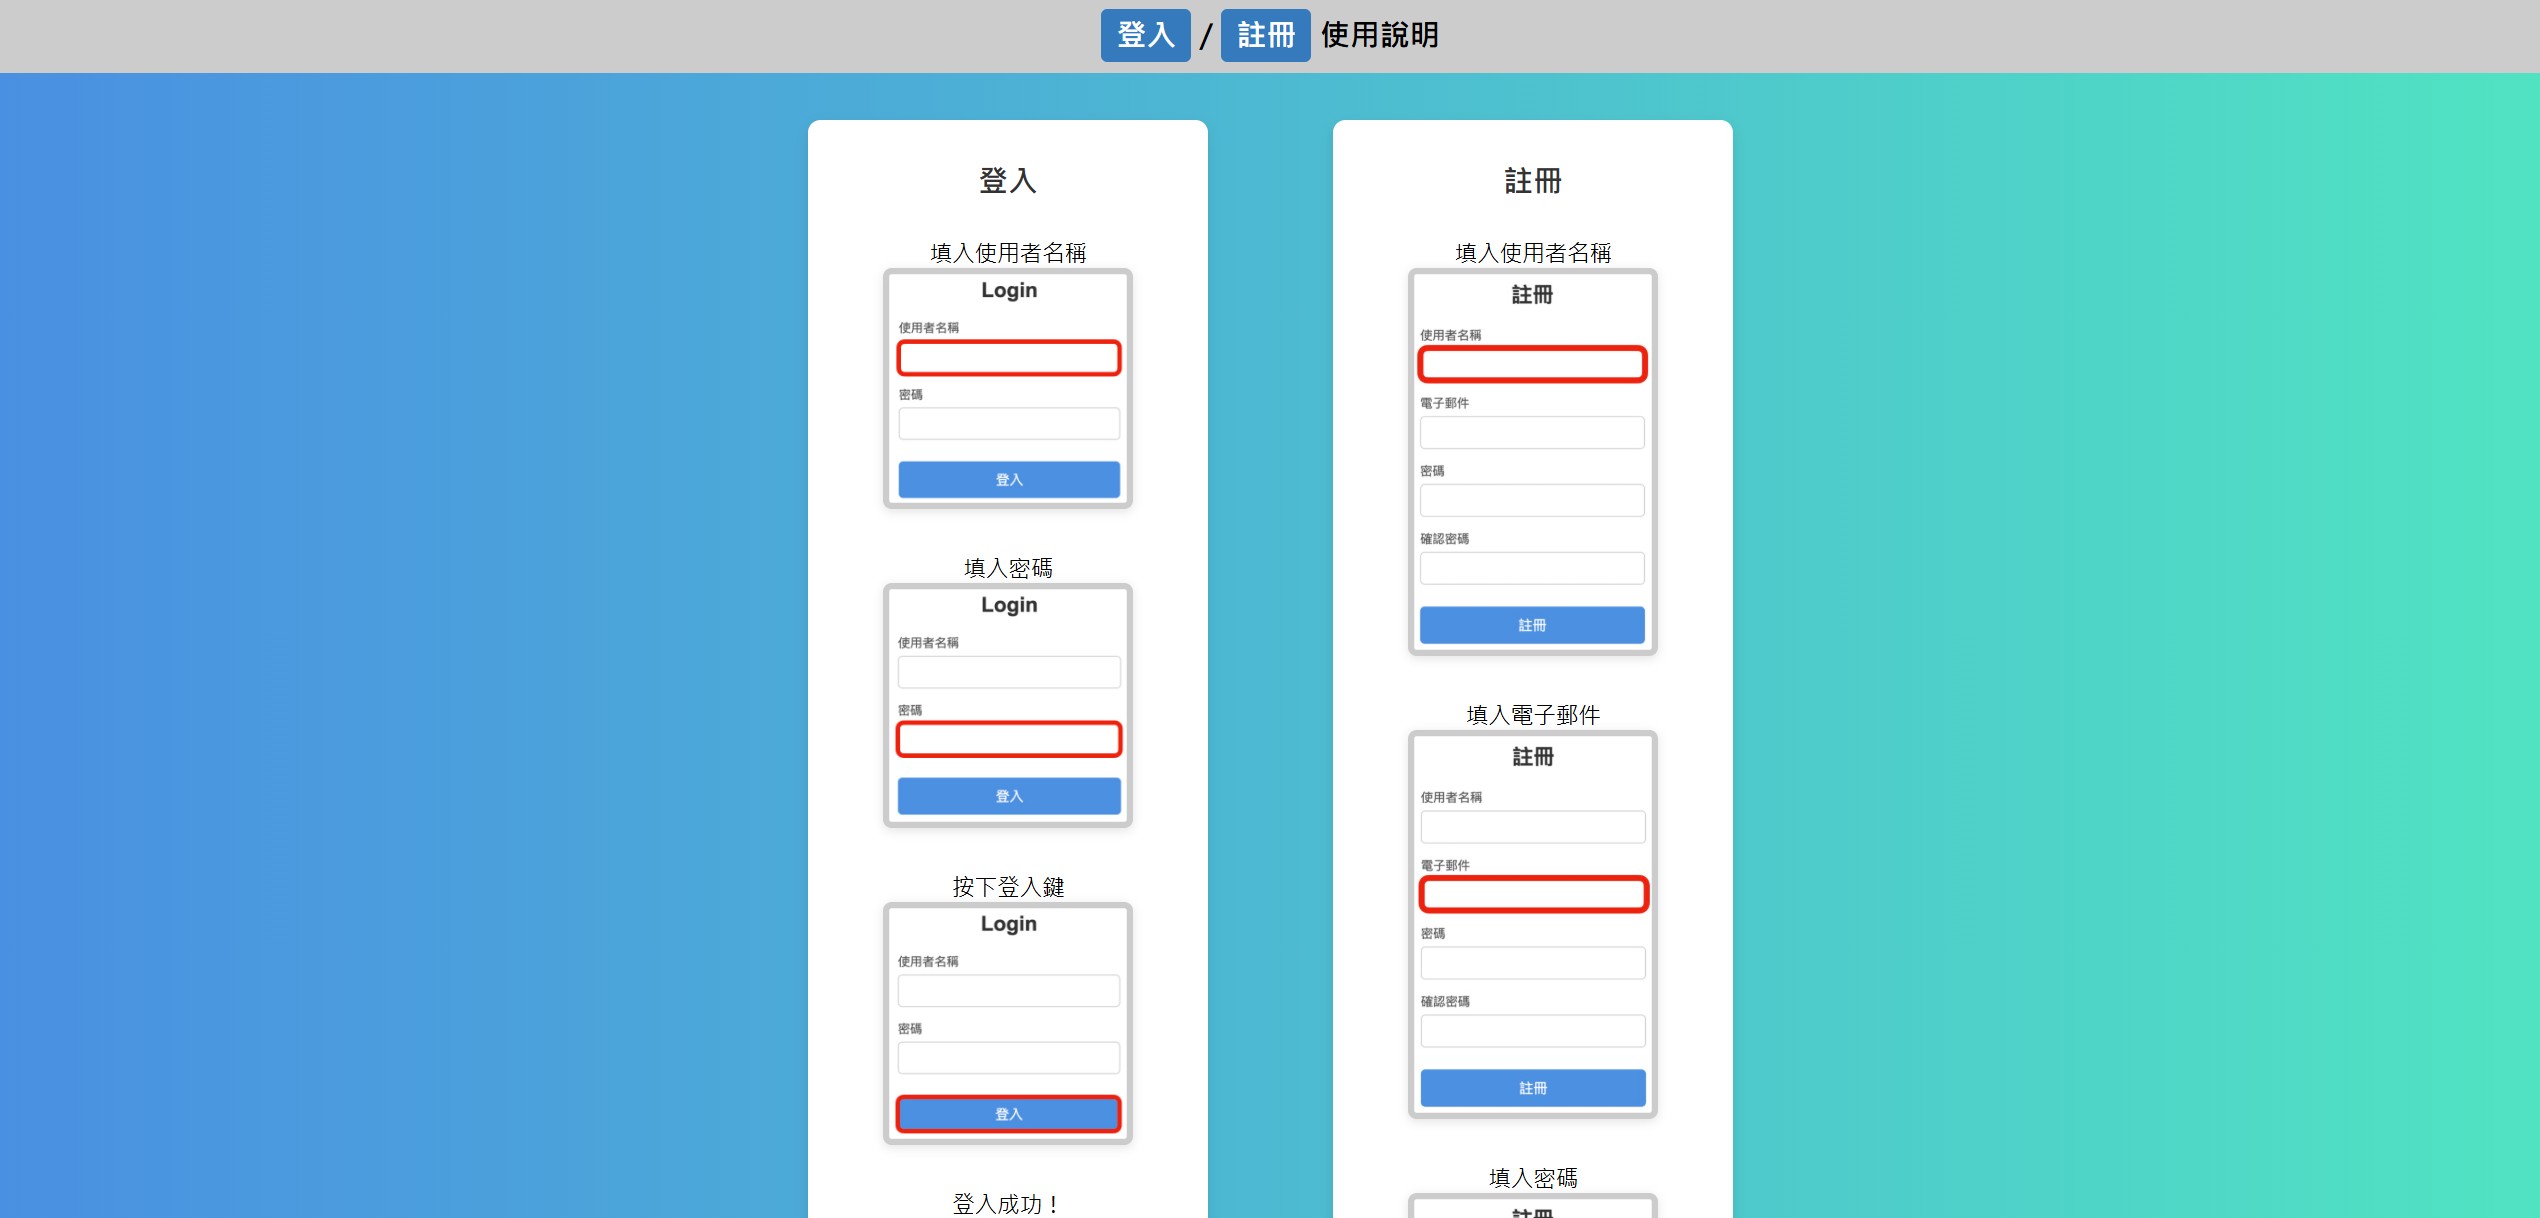 登入 / 註冊 使用說明
登入
填入使用者名稱
Login
使用者名稱
密碼
登入
填入密碼
Login
使用者名稱
密碼
登入
按下登入鍵
Login
使用者名稱
密碼
登入
登入成功！
註冊
填入使用者名稱
註冊
使用者名稱
電子郵件
密碼
確認密碼
註冊
填入電子郵件
註冊
使用者名稱
電子郵件
密碼
確認密碼
註冊
填入密碼
註冊